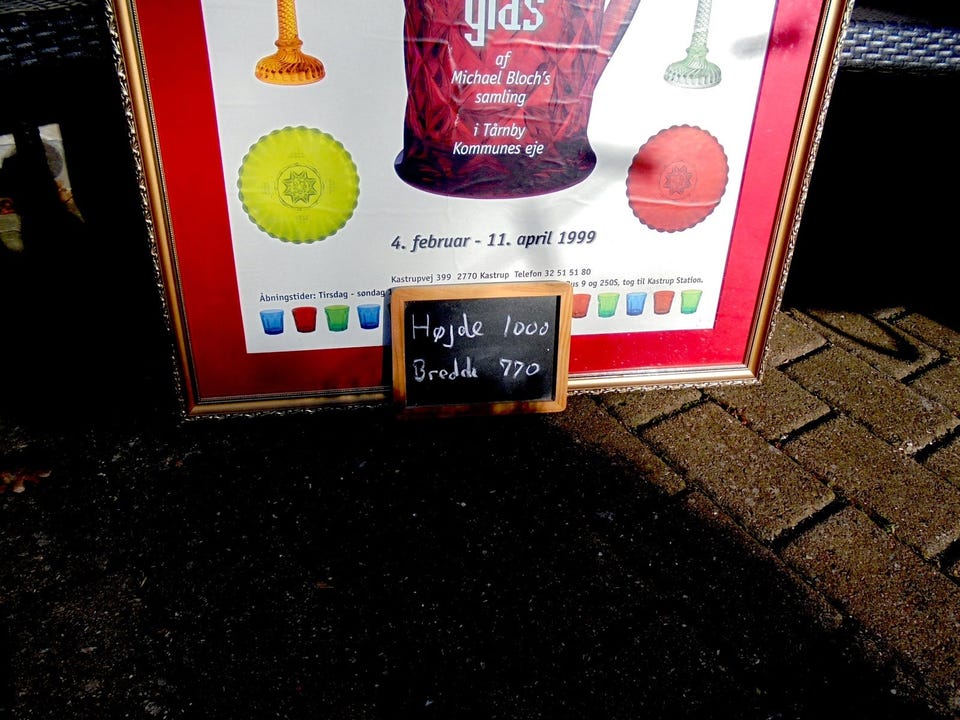 glas
af
Michael Bloch's
samling
i Tårnby
Kommunes eje
4. februar - 11. april 1999
Kastrupvej 399 2770 Kastrup Telefon 32 51 51 80
Åbningstider: Tirsdag - søndag
9 og 250S, tog til Kastrup Station.
Højde 1000
Bredde 770